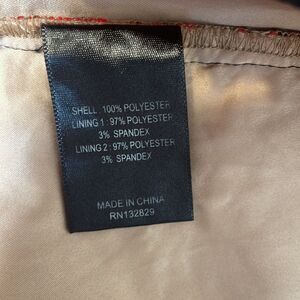 SHELL: 100% POLYESTER
LINING 1: 97% POLYESTER
3% SPANDEX
LINING 2: 97% POLYESTER
3% SPANDEX
MADE IN CHINA
RN132829